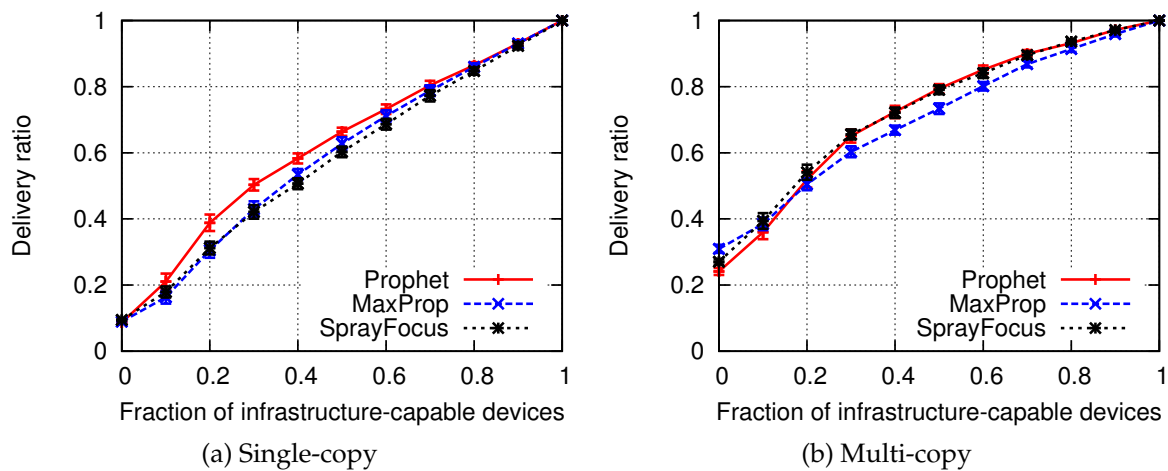 1
0.8
0.6
0.4
0.2
0
Delivery ratio
Prophet
MaxProp
SprayFocus
0 0.2 0.4 0.6 0.8 1
Fraction of infrastructure-capable devices
(a) Single-copy
1
0.8
0.6
0.4
0.2
0
Delivery ratio
Prophet
MaxProp
SprayFocus
0 0.2 0.4 0.6 0.8 1
Fraction of infrastructure-capable devices
(b) Multi-copy